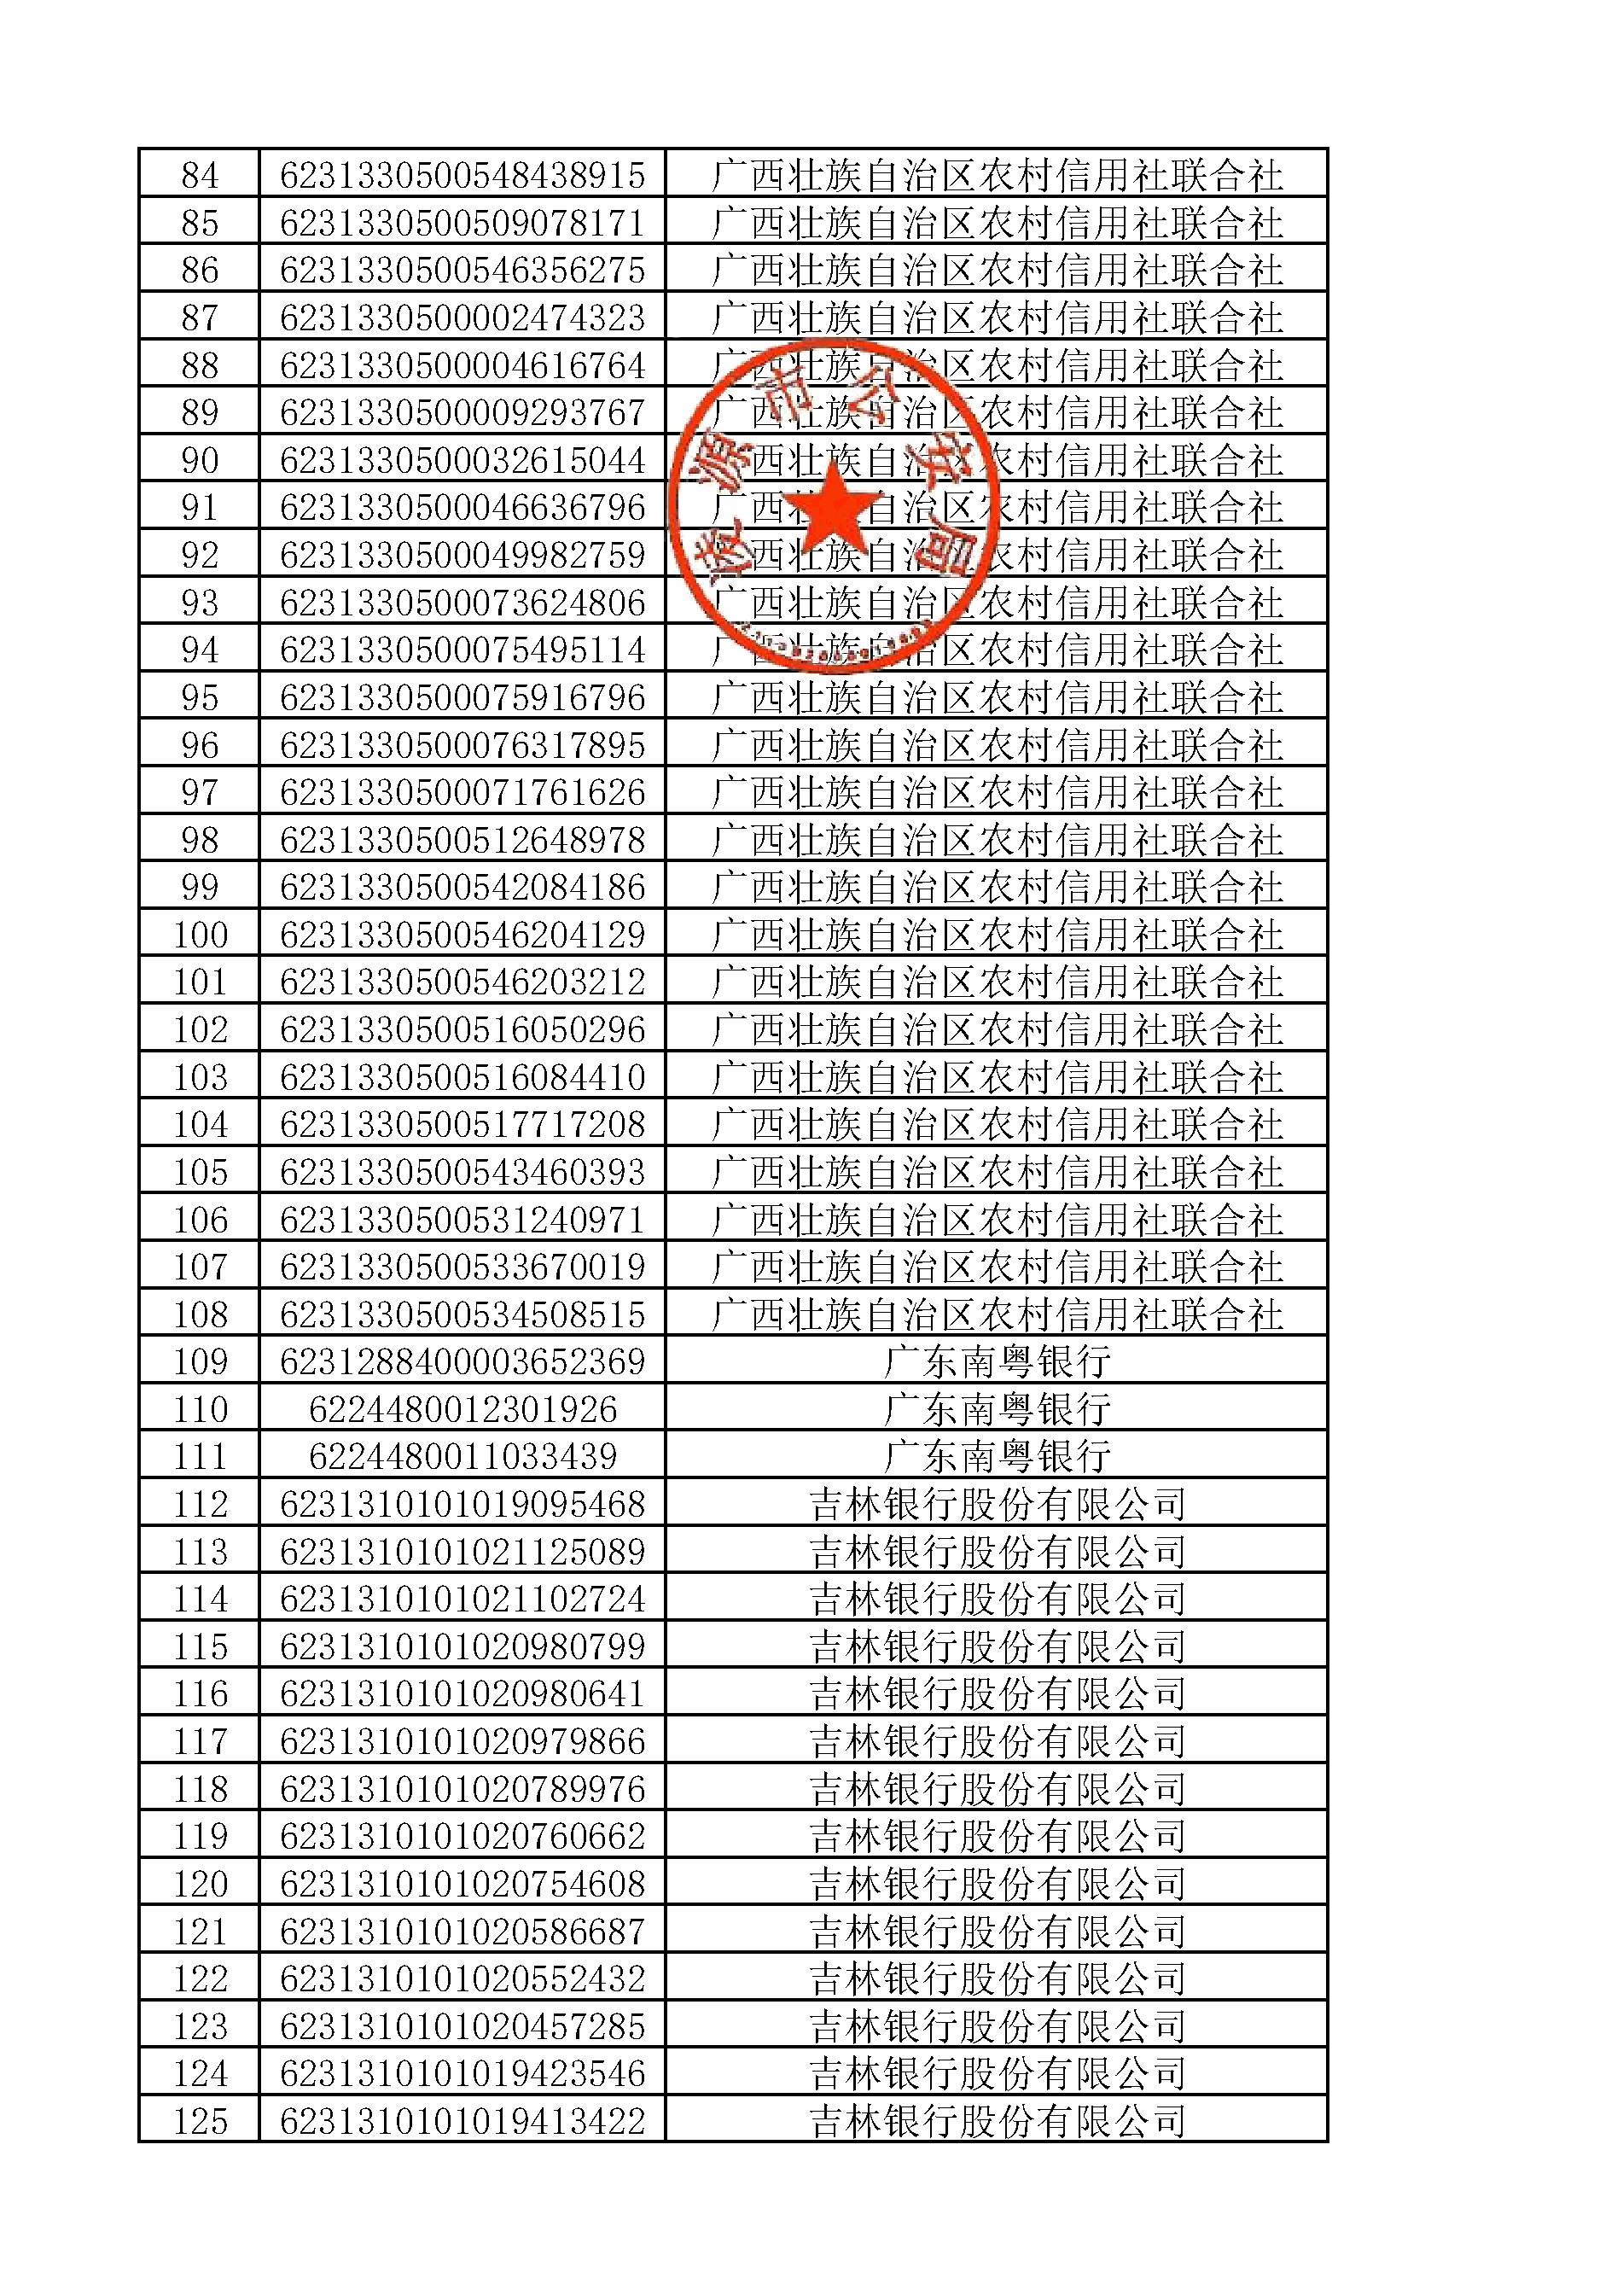 84 6231330500548438915 广西壮族自治区农村信用社联合社
85 6231330500509078171 广西壮族自治区农村信用社联合社
86 6231330500546356275 广西壮族自治区农村信用社联合社
87 6231330500002474323 广西壮族自治区农村信用社联合社
88 6231330500004616764 广西壮族自治区农村信用社联合社
89 6231330500009293767 广西壮族自治区农村信用社联合社
90 6231330500032615044 广西壮族自治区农村信用社联合社
91 6231330500046636796 广西壮族自治区农村信用社联合社
92 6231330500049982759 广西壮族自治区农村信用社联合社
93 6231330500073624806 广西壮族自治区农村信用社联合社
94 6231330500075495114 广西壮族自治区农村信用社联合社
95 6231330500075916796 广西壮族自治区农村信用社联合社
96 6231330500076317895 广西壮族自治区农村信用社联合社
97 6231330500071761626 广西壮族自治区农村信用社联合社
98 6231330500512648978 广西壮族自治区农村信用社联合社
99 6231330500542084186 广西壮族自治区农村信用社联合社
100 6231330500546204129 广西壮族自治区农村信用社联合社
101 6231330500546203212 广西壮族自治区农村信用社联合社
102 6231330500516050296 广西壮族自治区农村信用社联合社
103 6231330500516084410 广西壮族自治区农村信用社联合社
104 6231330500517717208 广西壮族自治区农村信用社联合社
105 6231330500543460393 广西壮族自治区农村信用社联合社
106 6231330500531240971 广西壮族自治区农村信用社联合社
107 6231330500533670019 广西壮族自治区农村信用社联合社
108 6231330500534508515 广西壮族自治区农村信用社联合社
109 6231288400003652369 广东南粤银行
110 6224480012301926 广东南粤银行
111 6224480011033439 广东南粤银行
112 6231310101019095468 吉林银行股份有限公司
113 6231310101021125089 吉林银行股份有限公司
114 6231310101021102724 吉林银行股份有限公司
115 6231310101020980799 吉林银行股份有限公司
116 6231310101020980641 吉林银行股份有限公司
117 6231310101020979866 吉林银行股份有限公司
118 6231310101020789976 吉林银行股份有限公司
119 6231310101020760662 吉林银行股份有限公司
120 6231310101020754608 吉林银行股份有限公司
121 6231310101020586687 吉林银行股份有限公司
122 6231310101020552432 吉林银行股份有限公司
123 6231310101020457285 吉林银行股份有限公司
124 6231310101019423546 吉林银行股份有限公司
125 6231310101019413422 吉林银行股份有限公司
凌源市公安局